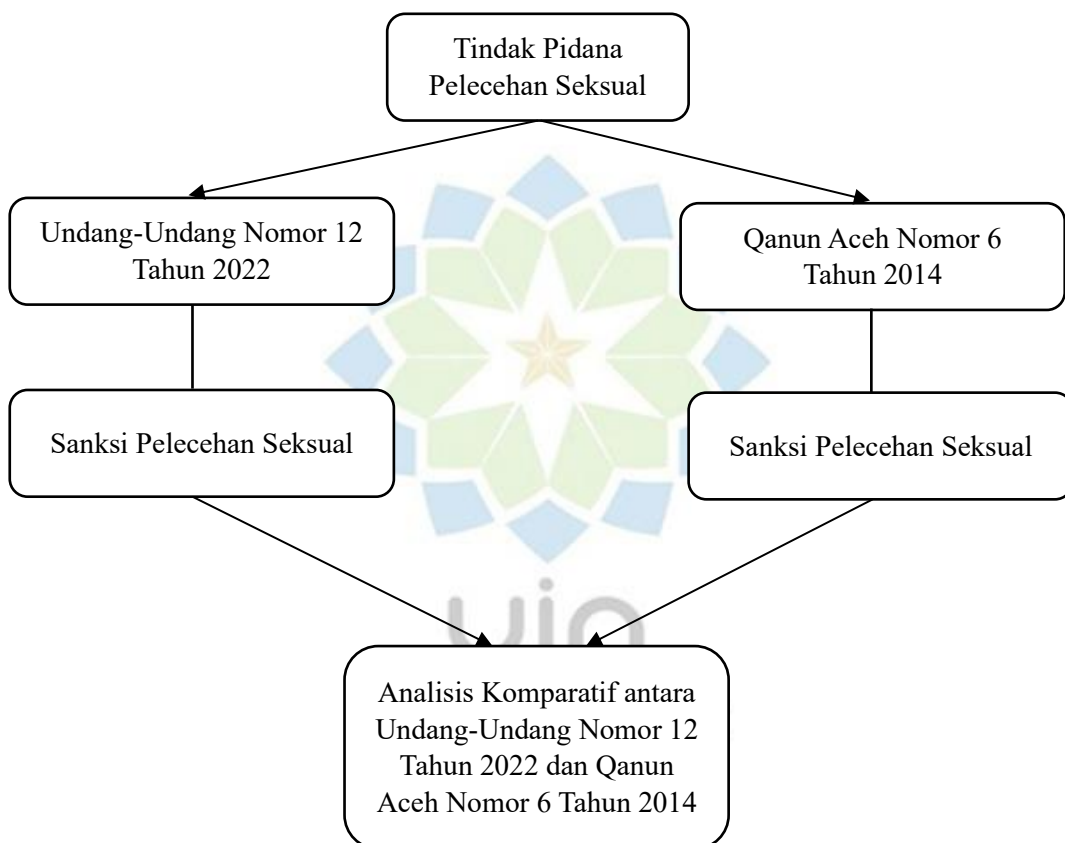 Tindak Pidana
Pelecehan Seksual
Undang-Undang Nomor 12
Tahun 2022
Qanun Aceh Nomor 6
Tahun 2014
Sanksi Pelecehan Seksual
Sanksi Pelecehan Seksual
uin
Analisis Komparatif antara
Undang-Undang Nomor 12
Tahun 2022 dan Qanun
Aceh Nomor 6 Tahun 2014